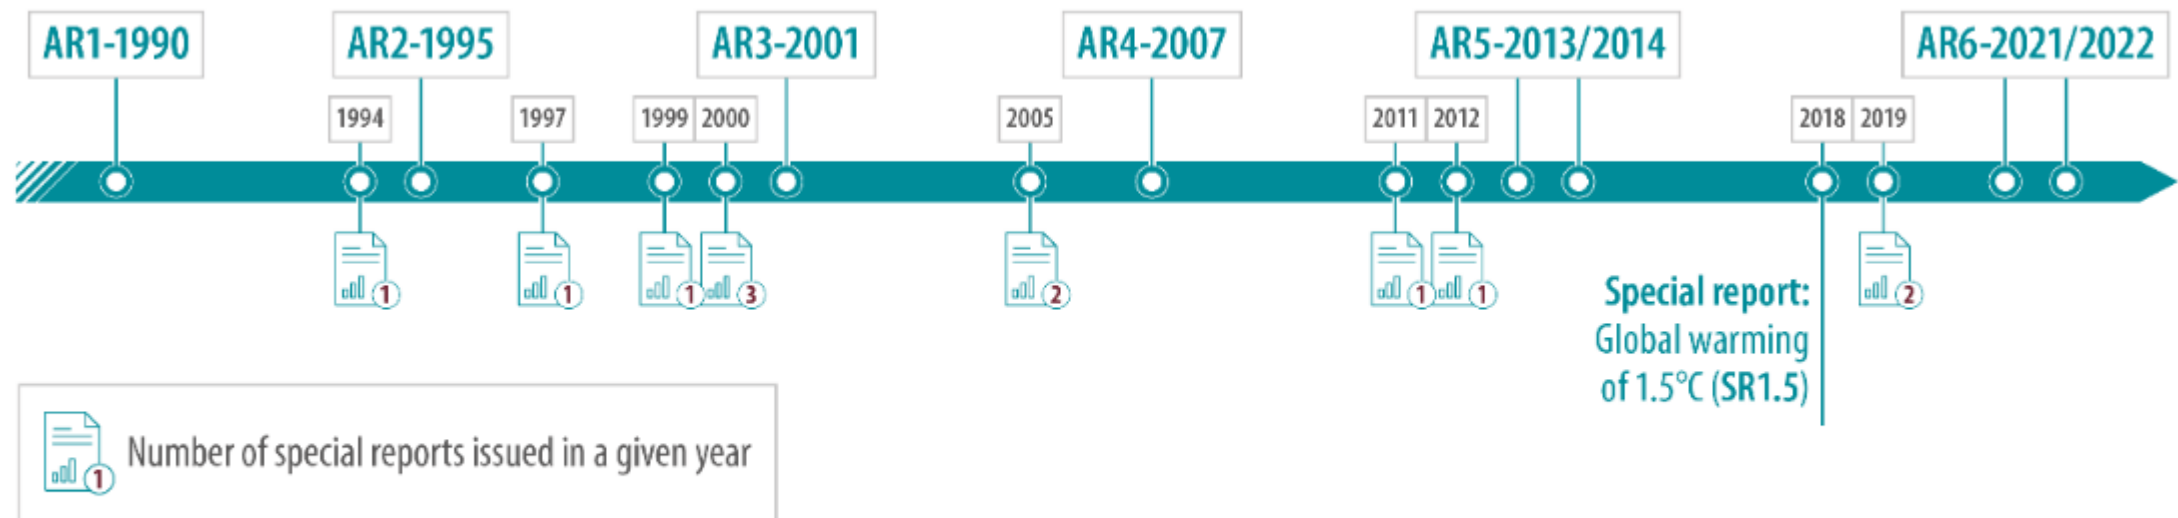 AR1-1990
AR2-1995
AR3-2001
AR4-2007
AR5-2013/2014
AR6-2021/2022
1994
1997
1999
2000
2005
2011
2012
2018
2019
1
1
1
3
2
1
1
2
Special report:
Global warming
of 1.5°C (SR1.5)
1
Number of special reports issued in a given year